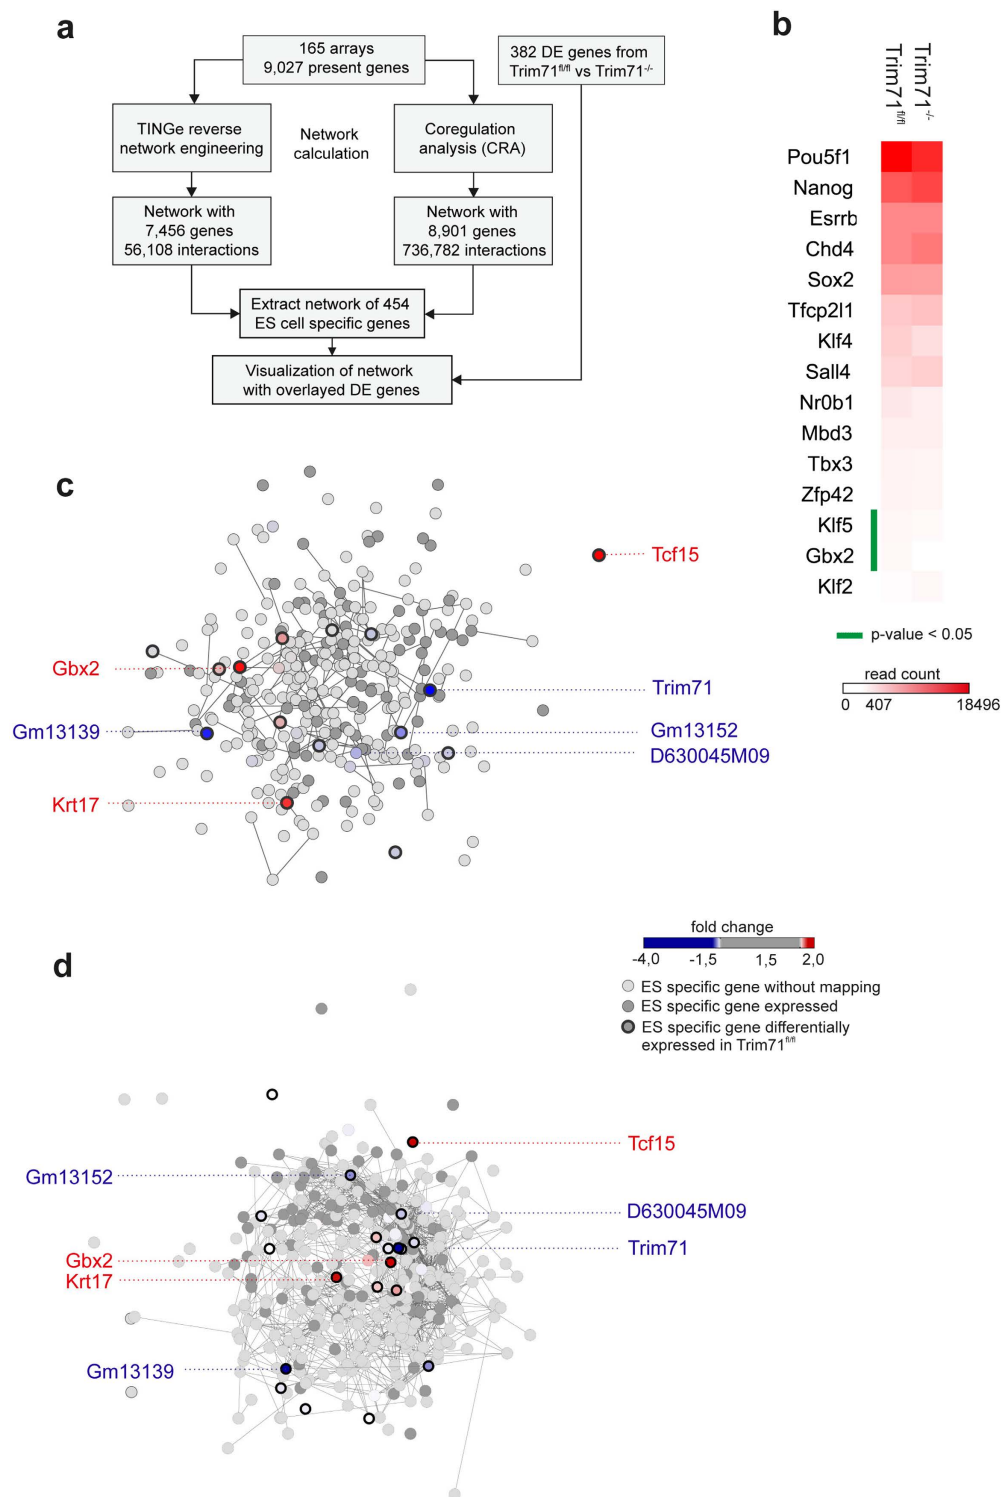 a
165 arrays
9,027 present genes
382 DE genes from
Trim71fl/fl vs Trim71-/-
TINGe reverse
network engineering
Network
calculation
Coregulation
analysis (CRA)
Network with
7,456 genes
56,108 interactions
Network with
8,901 genes
736,782 interactions
Extract network of 454
ES cell specific genes
Visualization of network
with overlayed DE genes
b
Trim71fl/fl
Trim71-/-
Pou5f1
Nanog
Esrrb
Chd4
Sox2
Tfcp2l1
Klf4
Sall4
Nr0b1
Mbd3
Tbx3
Zfp42
Klf5
Gbx2
Klf2
p-value < 0.05
read count
0 407 18496
c
Tcf15
Gbx2
Trim71
Gm13139
Gm13152
D630045M09
Krt17
fold change
-4,0 -1,5 1,5 2,0
ES specific gene without mapping
ES specific gene expressed
ES specific gene differentially
expressed in Trim71fl/fl
d
Tcf15
Gm13152
D630045M09
Trim71
Gbx2
Krt17
Gm13139